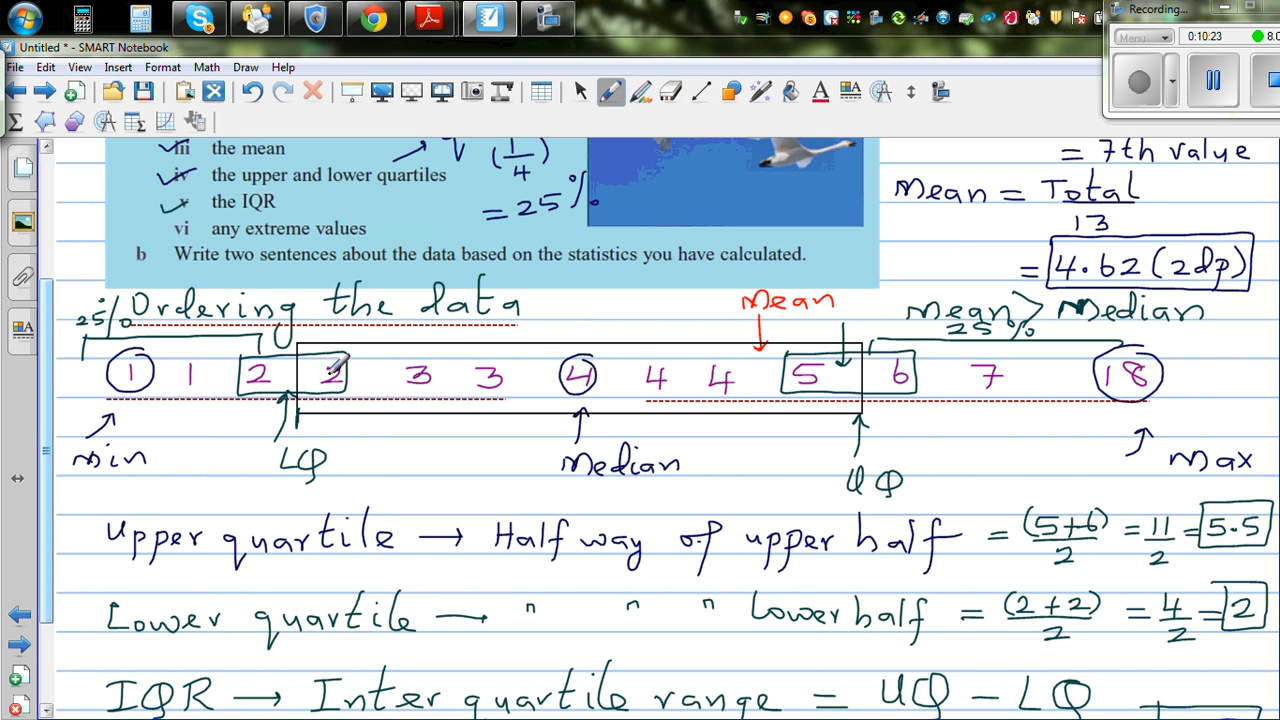 Recording...
Untitled * - SMART Notebook
Menu
0:10:23
8.0
File Edit View Insert Format Math Draw Help
iii the mean
iv the upper and lower quartiles
v the IQR
vi any extreme values
b Write two sentences about the data based on the statistics you have calculated.
(1/4)
= 25%
= 7th value
Mean = Total
13
= 4.62 (2dp)
Ordering the data
25%
Mean
Mean > Median
25%
1 1 2 2 3 3 4 4 4 5 6 7 18
Min
LQ
Median
UQ
Max
Upper quartile → Half way of upper half = (5+6)/2 = 11/2 = 5.5
Lower quartile → " " " Lower half = (2+2)/2 = 4/2 = 2
IQR → Inter quartile range = UQ - LQ